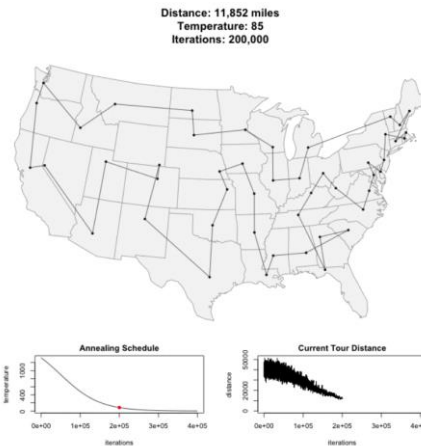 Distance: 11,852 miles
Temperature: 85
Iterations: 200,000
Annealing Schedule
temperature
0 400 1000
0e+00 1e+05 2e+05 3e+05 4e+05
iterations
Current Tour Distance
distance
20000 50000
0e+00 1e+05 2e+05 3e+05
iterations